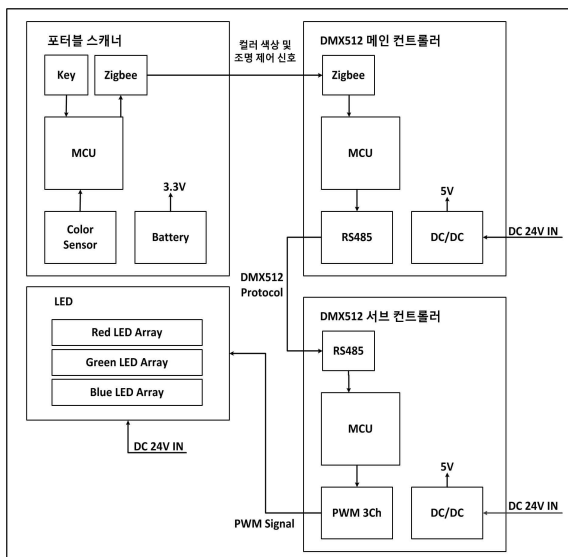 포터블 스캐너
Key
Zigbee
MCU
3.3V
Color
Sensor
Battery
컬러 색상 및
조명 제어 신호
DMX512 메인 컨트롤러
Zigbee
MCU
5V
RS485
DC/DC
DC 24V IN
DMX512
Protocol
LED
Red LED Array
Green LED Array
Blue LED Array
DC 24V IN
DMX512 서브 컨트롤러
RS485
MCU
5V
PWM 3Ch
DC/DC
DC 24V IN
PWM Signal